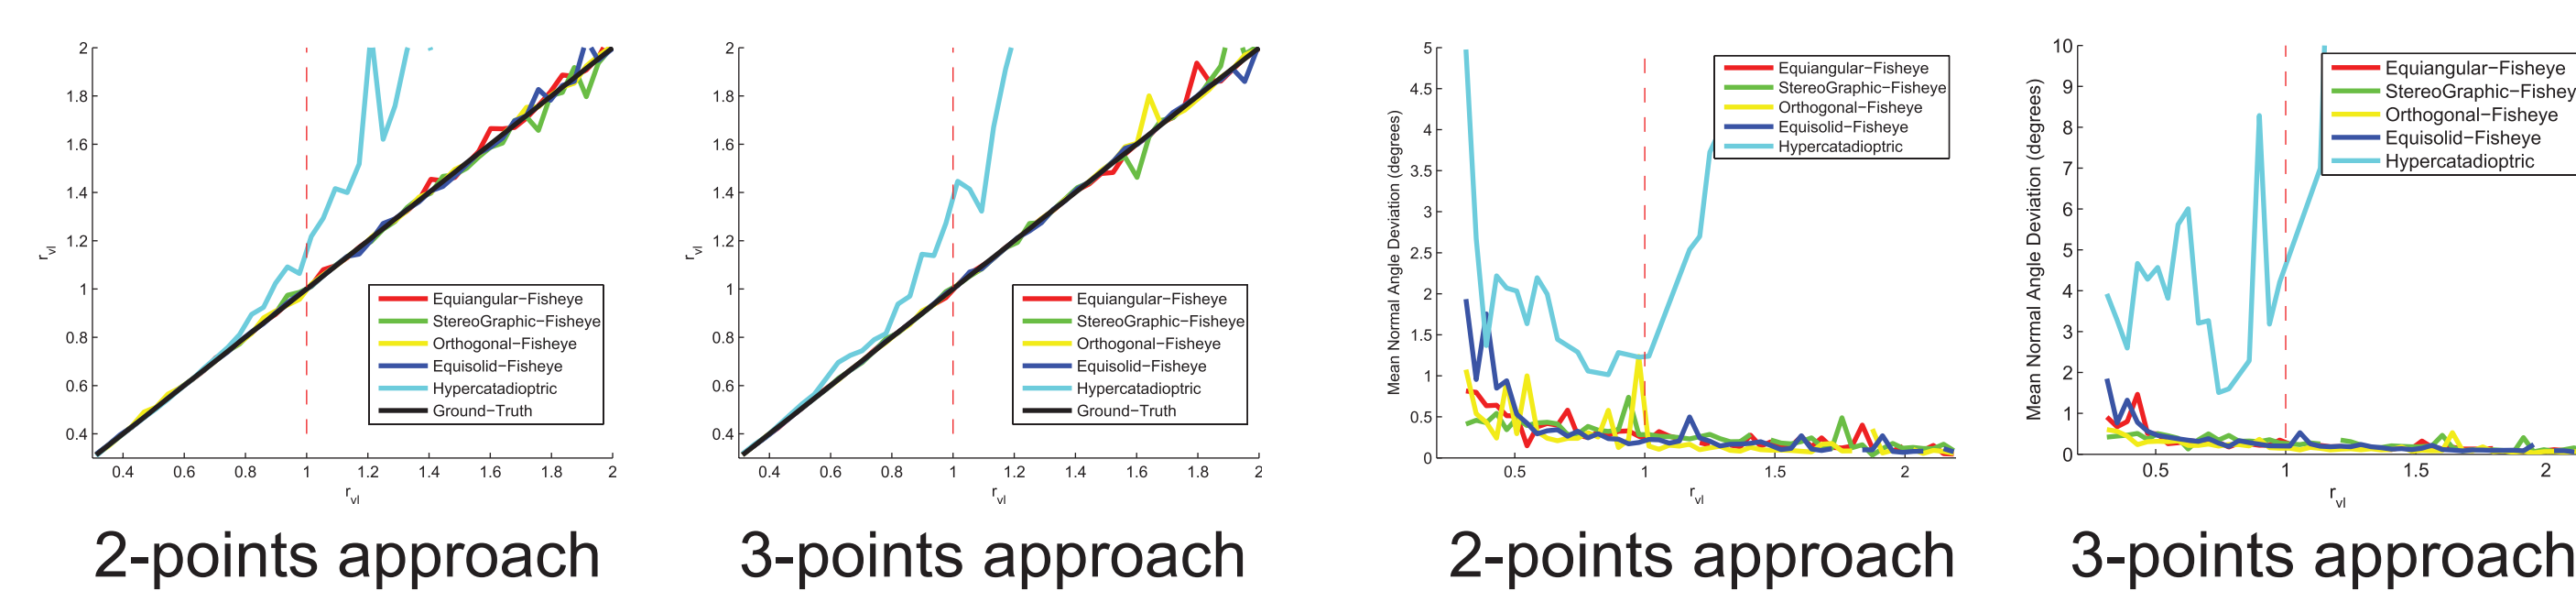 2
1.8
1.6
1.4
1.2
1
0.8
0.6
0.4
r_vl
0.4 0.6 0.8 1 1.2 1.4 1.6 1.8 2
r_vl
Equiangular−Fisheye
StereoGraphic−Fisheye
Orthogonal−Fisheye
Equisolid−Fisheye
Hypercatadioptric
Ground−Truth
2-points approach
2
1.8
1.6
1.4
1.2
1
0.8
0.6
0.4
r_vl
0.4 0.6 0.8 1 1.2 1.4 1.6 1.8 2
r_vl
Equiangular−Fisheye
StereoGraphic−Fisheye
Orthogonal−Fisheye
Equisolid−Fisheye
Hypercatadioptric
Ground−Truth
3-points approach
5
4.5
4
3.5
3
2.5
2
1.5
1
0.5
0
Mean Normal Angle Deviation (degrees)
0.5 1 1.5 2
r_vl
Equiangular−Fisheye
StereoGraphic−Fisheye
Orthogonal−Fisheye
Equisolid−Fisheye
Hypercatadioptric
2-points approach
10
9
8
7
6
5
4
3
2
1
0
Mean Normal Angle Deviation (degrees)
0.5 1 1.5 2
r_vl
Equiangular−Fisheye
StereoGraphic−Fishey
Orthogonal−Fisheye
Equisolid−Fisheye
Hypercatadioptric
3-points approach